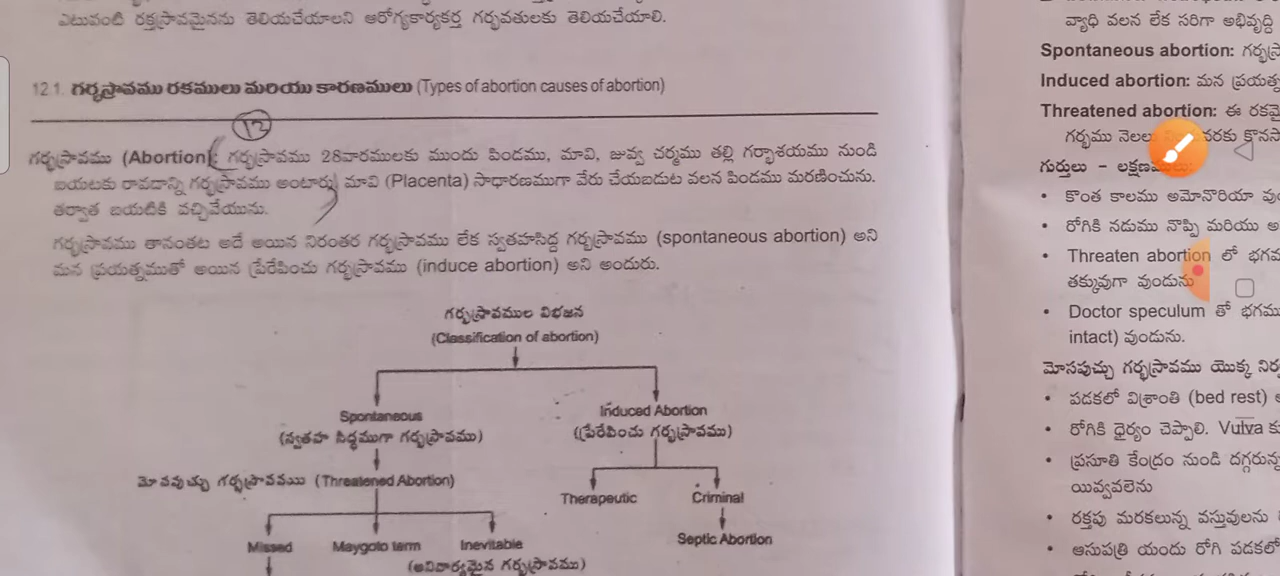 ఎటువంటి రక్తస్రావమైనను తెలియచేయాలని ఆరోగ్యకార్యకర్త గర్భవతులకు తెలియచేయాలి.
12.1. గర్భస్రావము రకములు మరియు కారణములు (Types of abortion causes of abortion)
12
గర్భస్రావము (Abortion): గర్భస్రావము 28వారములకు ముందు పిండము, మావి, జువ్వ చర్మము తల్లి గర్భాశయము నుండి
బయటకు రావడాన్ని గర్భస్రావము అంటారు మావి (Placenta) సాధారణముగా వేరు చేయబడుట వలన పిండము మరణించును.
తర్వాత బయటికి వచ్చివేయును.
గర్భస్రావము తానంతట అదే అయిన నిరంతర గర్భస్రావము లేక స్వతహసిద్ధ గర్భస్రావము (spontaneous abortion) అని
మన ప్రయత్నముతో అయిన ప్రేరేపించు గర్భస్రావము (induce abortion) అని అందురు.
గర్భస్రావముల విభజన
(Classification of abortion)
Spontaneous
(స్వతహ సిద్ధముగా గర్భస్రావము)
Induced Abortion
(ప్రేరేపించు గర్భస్రావము)
మోసపుచ్చు గర్భస్రావము (Threatened Abortion)
Therapeutic
Criminal
Missed
Maygoto term
Inevitable
Septic Abortion
(అనివార్యమైన గర్భస్రావము)
వ్యాధి వలన లేక సరిగా అభివృద్ధి
Spontaneous abortion:
Induced abortion: మన
Threatened abortion: ఈ
గర్భము
గుర్తులు –
• కొంత కాలము అమోనొరియా
• రోగికి నడుము నొప్పి మరియు
• Threaten abortion లో
తక్కువుగా వుండును
• Doctor speculum తో
intact) వుండును.
మోసపుచ్చు గర్భస్రావము యొక్క
• పడకలో విశ్రాంతి (bed rest)
• రోగికి ధైర్యం చెప్పాలి. Vulva
• ప్రసూతి కేంద్రం నుండి
యివ్వవలెను
• రక్తపు మరకలున్న వస్తువులను
• ఆసుపత్రి యందు రోగి పడకలో